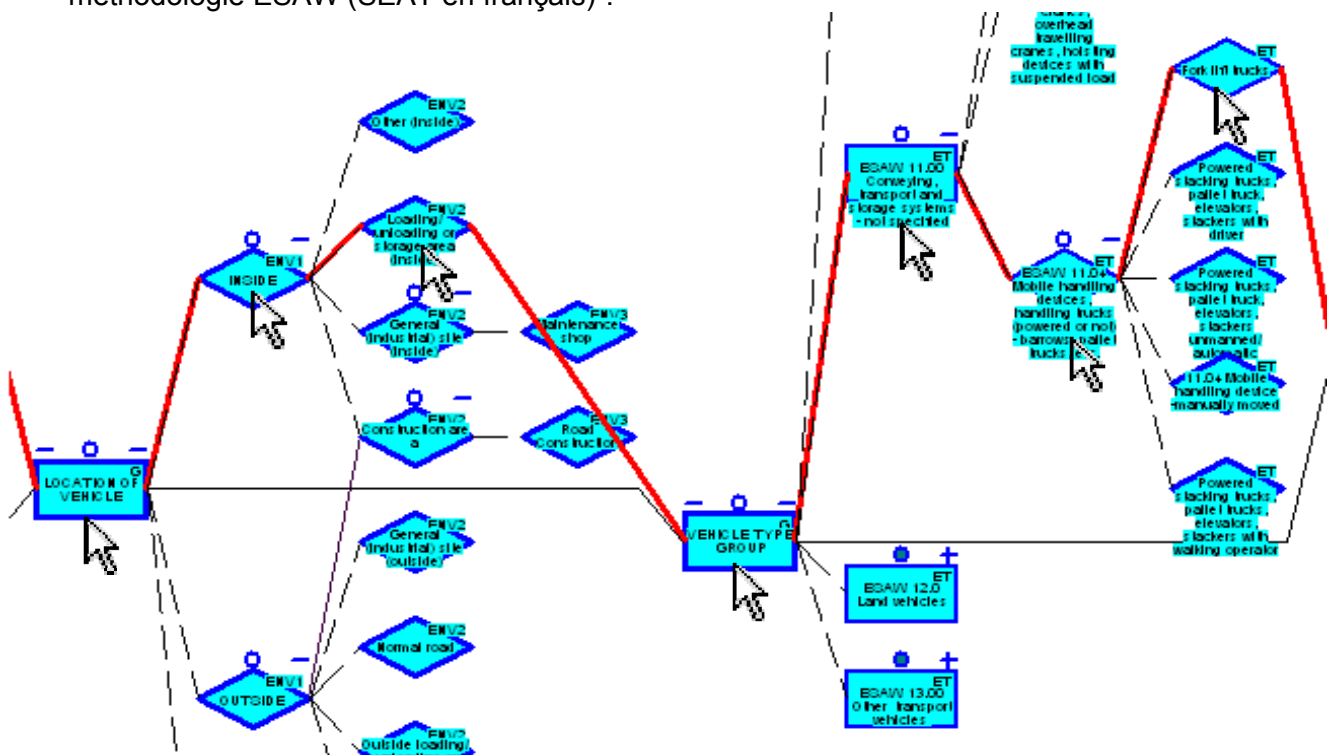 méthodologie ESAW (SEAT en français) :
overhead
travelling
cranes, hoisting
devices with
suspended load
ET
Fork lift trucks
ENV2
Other (inside)
ET
ESAW 11.00
Conveying,
transport and
storage systems
- not specified
ET
Powered
stacking trucks,
pallet truck,
elevators,
stackers with
driver
ENV2
Loading/
unloading or
storage area
(inside)
ENV1
INSIDE
ET
ESAW 11.04
Mobile handling
devices,
handling trucks
(powered or not)
- barrows, pallet
trucks
ET
Powered
stacking trucks,
pallet truck,
elevators,
stackers
unmanned/
automatic
ENV2
General
(industrial) site
(inside)
ENV3
Maintenance
shop
ET
11.04 Mobile
handling device
-manually moved
ENV2
Construction are
a
ENV3
Road
Construction
G
LOCATION OF
VEHICLE
ET
Powered
stacking trucks,
pallet truck,
elevators,
stackers with
walking operator
ENV2
General
(industrial) site
(outside)
G
VEHICLE TYPE
GROUP
ET
ESAW 12.0
Land vehicles
ENV2
Normal road
ENV1
OUTSIDE
ET
ESAW 13.00
Other transport
vehicles
ENV2
Outside loading/